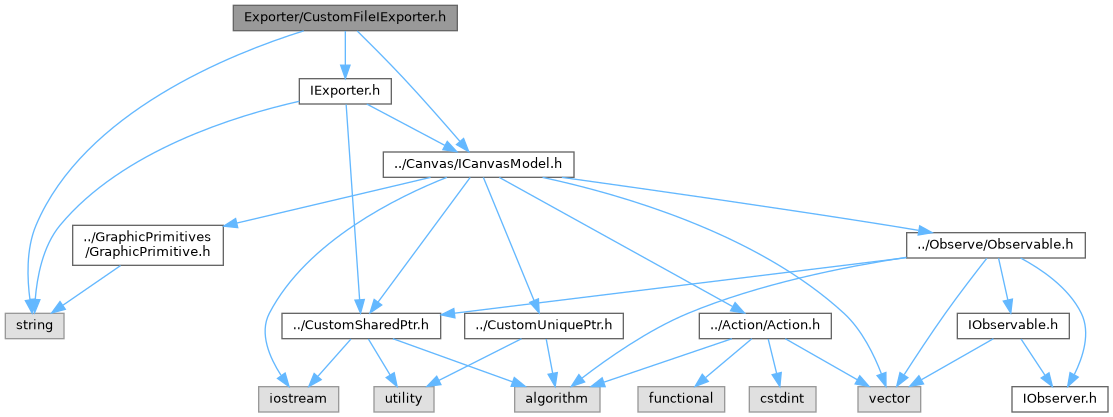 Exporter/CustomFileIExporter.h
IExporter.h
../Canvas/ICanvasModel.h
../GraphicPrimitives
/GraphicPrimitive.h
../Observe/Observable.h
string
../CustomSharedPtr.h
../CustomUniquePtr.h
../Action/Action.h
IObservable.h
iostream
utility
algorithm
functional
cstdint
vector
IObserver.h